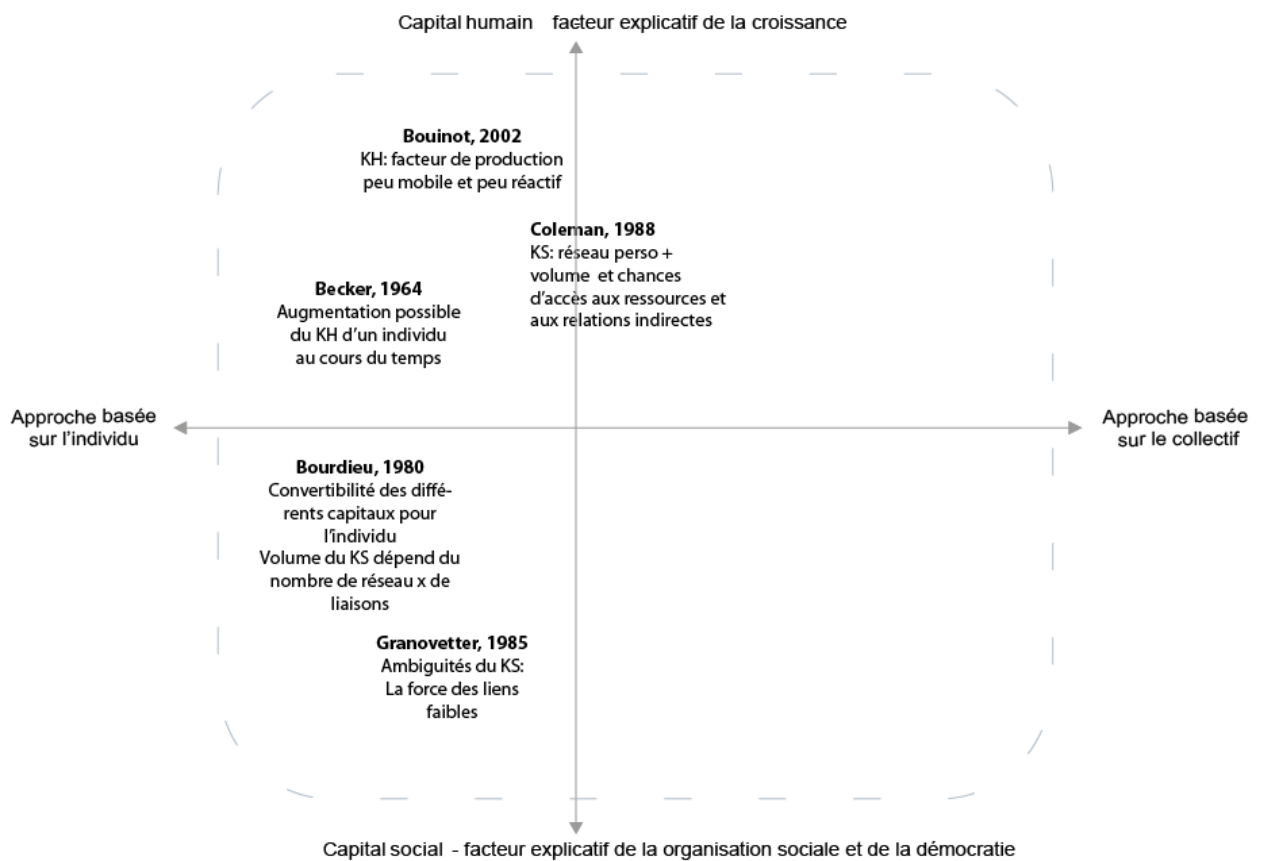 Capital humain facteur explicatif de la croissance
Bouinot, 2002
KH: facteur de production
peu mobile et peu réactif
Coleman, 1988
KS: réseau perso +
volume et chances
d'accès aux ressources et
aux relations indirectes
Becker, 1964
Augmentation possible
du KH d'un individu
au cours du temps
Approche basée
sur l'individu
Approche basée
sur le collectif
Bourdieu, 1980
Convertibilité des diffé-
rents capitaux pour
l'individu
Volume du KS dépend du
nombre de réseau x de
liaisons
Granovetter, 1985
Ambiguités du KS:
La force des liens
faibles
Capital social - facteur explicatif de la organisation sociale et de la démocratie